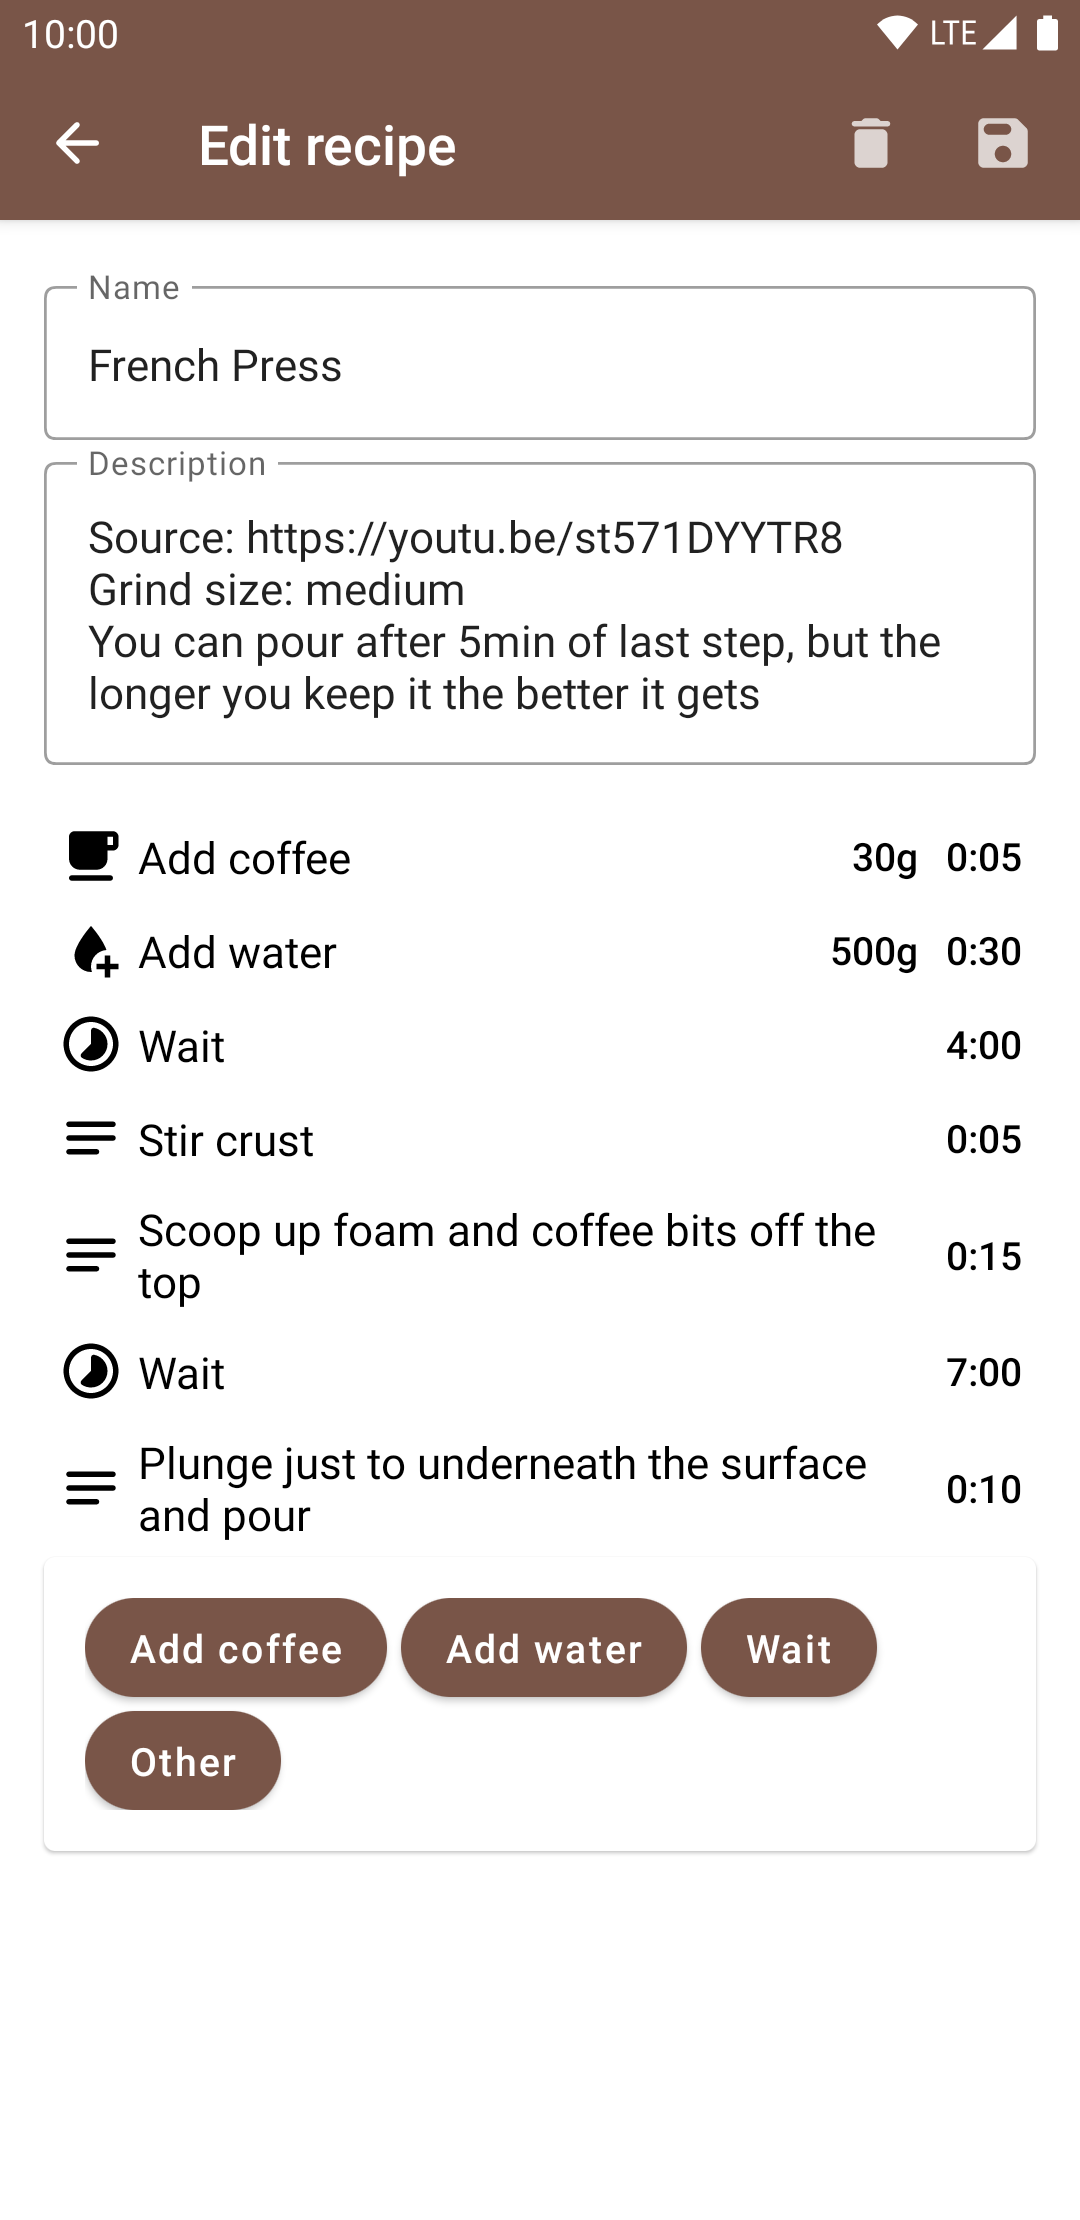 10:00
LTE
Edit recipe
Name
French Press
Description
Source: https://youtu.be/st571DYYTR8
Grind size: medium
You can pour after 5min of last step, but the
longer you keep it the better it gets
Add coffee 30g 0:05
Add water 500g 0:30
Wait 4:00
Stir crust 0:05
Scoop up foam and coffee bits off the
top
0:15
Wait 7:00
Plunge just to underneath the surface
and pour
0:10
Add coffee Add water Wait
Other